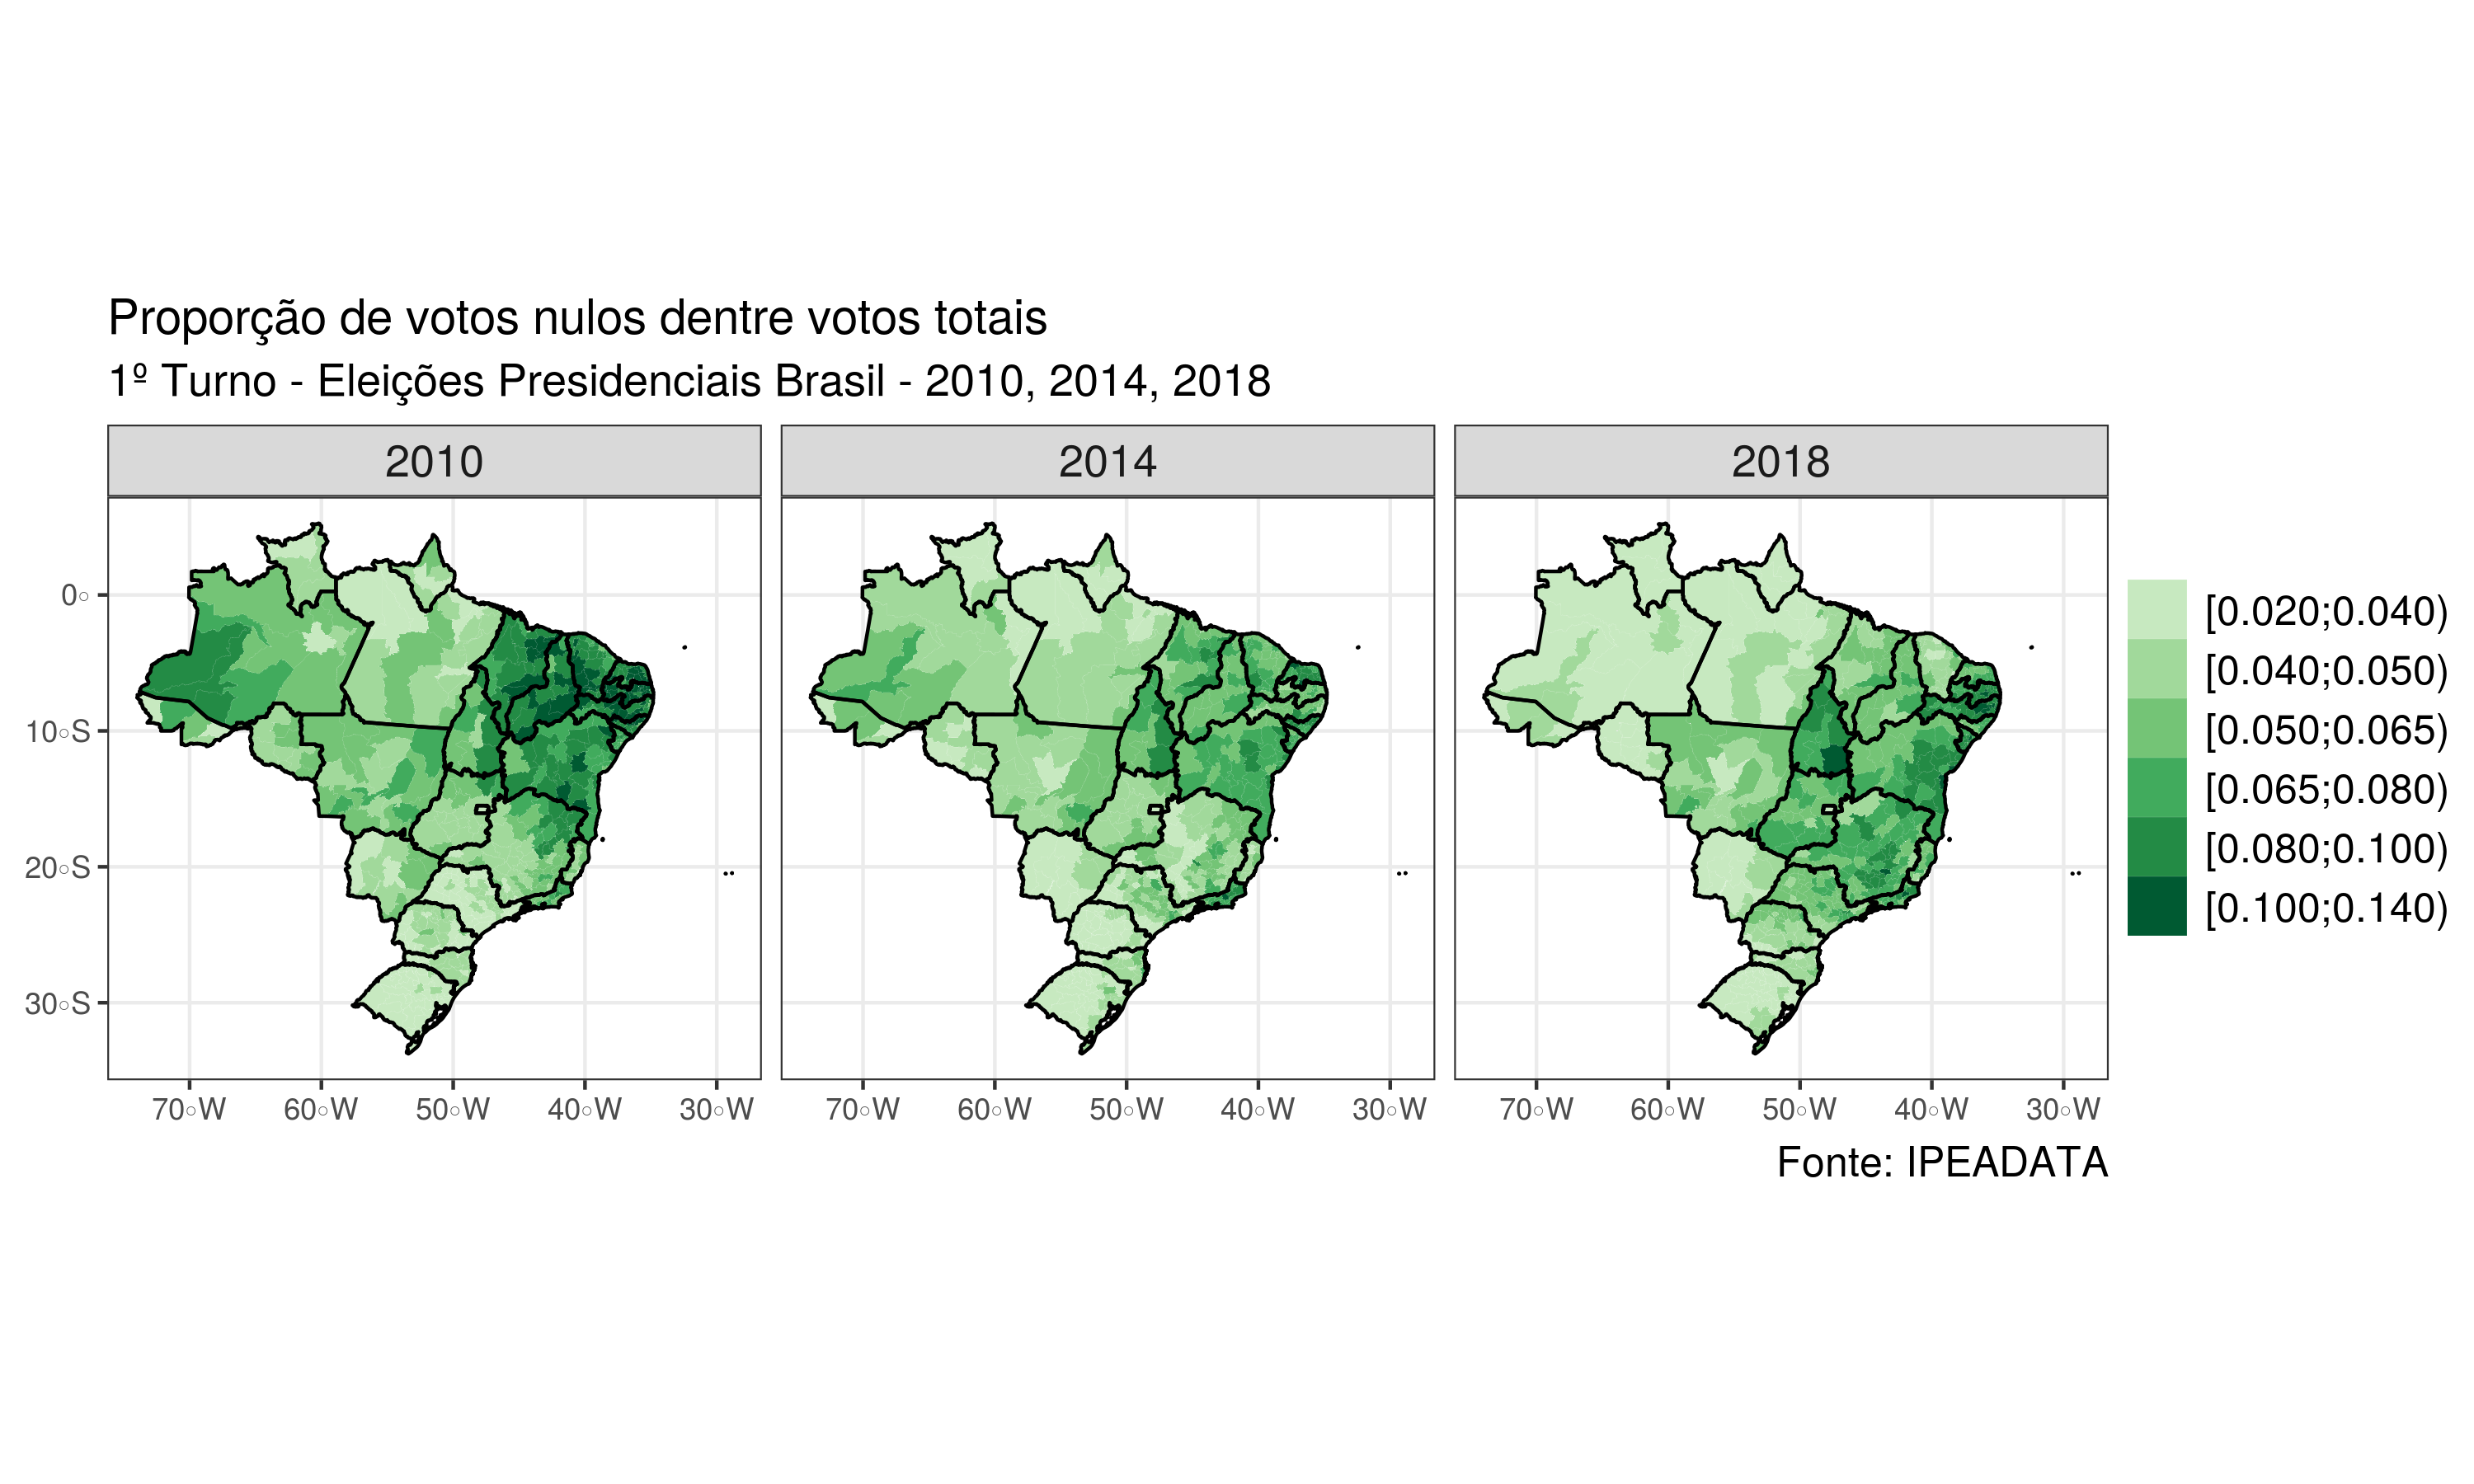 Proporção de votos nulos dentre votos totais
1º Turno - Eleições Presidenciais Brasil - 2010, 2014, 2018
2010
2014
2018
0◦
10◦S
20◦S
30◦S
70◦W 60◦W 50◦W 40◦W 30◦W
70◦W 60◦W 50◦W 40◦W 30◦W
70◦W 60◦W 50◦W 40◦W 30◦W
[0.020;0.040)
[0.040;0.050)
[0.050;0.065)
[0.065;0.080)
[0.080;0.100)
[0.100;0.140)
Fonte: IPEADATA